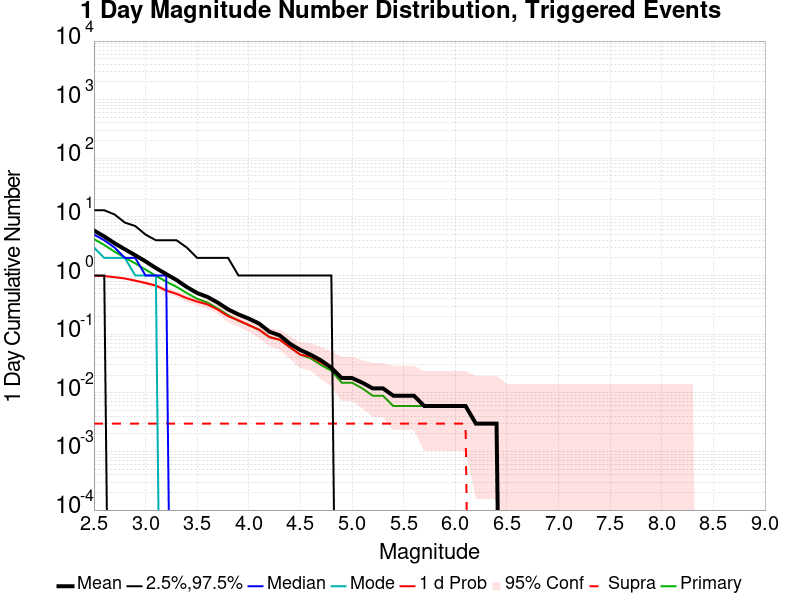 1 Day Magnitude Number Distribution, Triggered Events
10^4
10^3
10^2
10^1
10^0
10^-1
10^-2
10^-3
10^-4
1 Day Cumulative Number
2.5 3.0 3.5 4.0 4.5 5.0 5.5 6.0 6.5 7.0 7.5 8.0 8.5 9.0
Magnitude
Mean 2.5%,97.5% Median Mode 1 d Prob 95% Conf Supra Primary